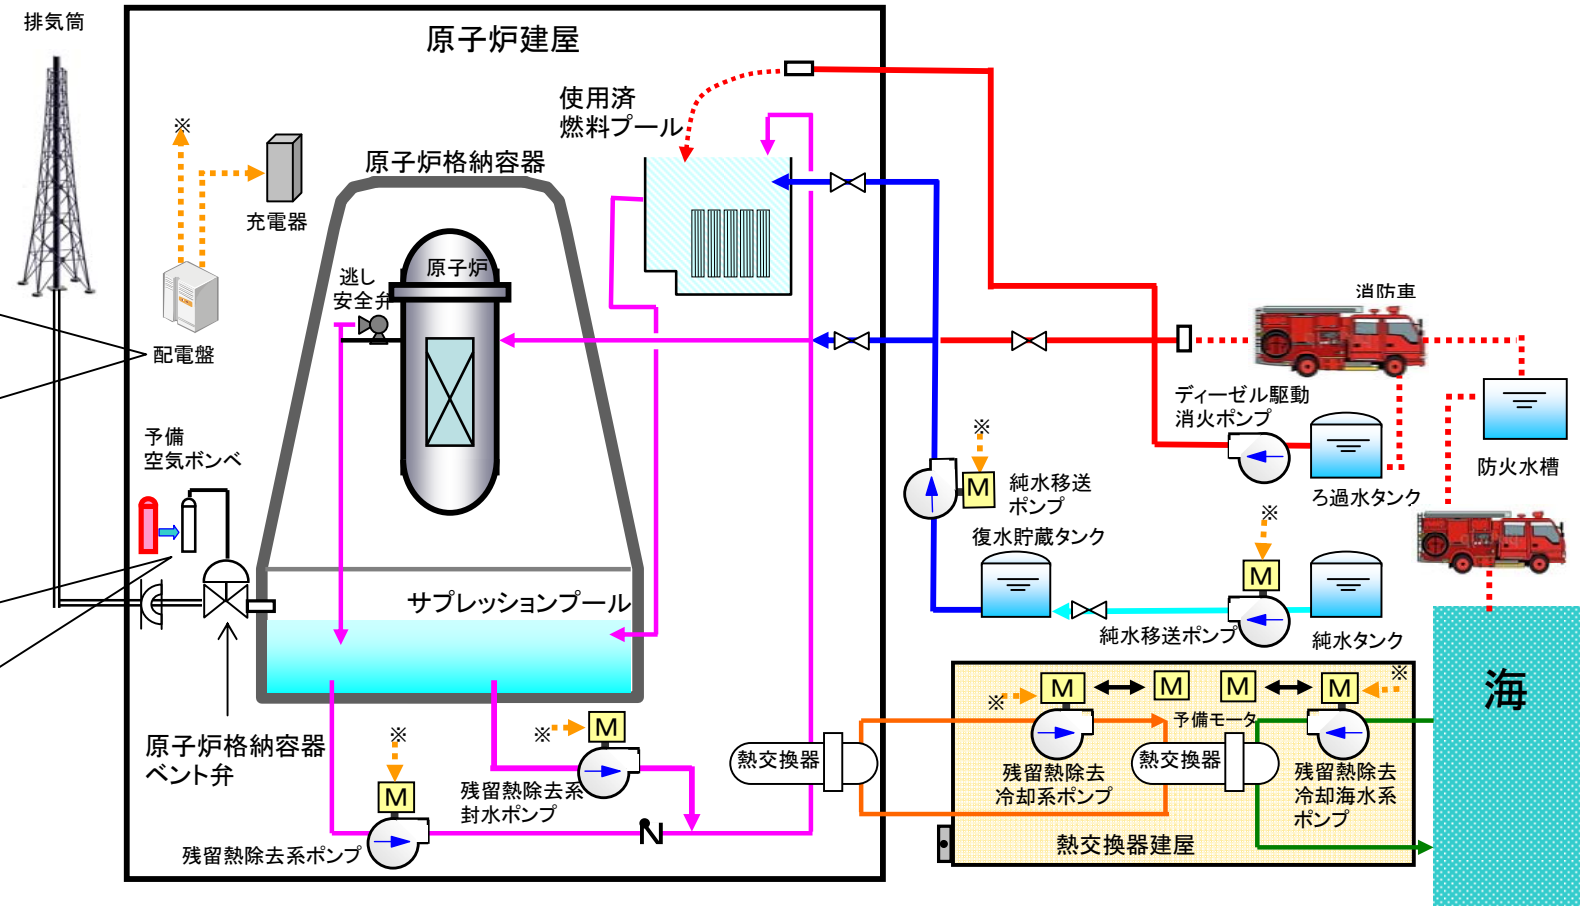 排気筒
原子炉建屋
使用済
燃料プール
※
原子炉格納容器
充電器
原子炉
逃し
安全弁
消防車
配電盤
ディーゼル駆動
消火ポンプ
予備
空気ボンベ
※
M
純水移送
ポンプ
ろ過水タンク
防火水槽
※
復水貯蔵タンク
M
サプレッションプール
純水移送ポンプ
純水タンク
※
M
M
M
M
※
海
予備モータ
※
M
※
原子炉格納容器
ベント弁
熱交換器
熱交換器
残留熱除去
冷却系ポンプ
残留熱除去
冷却海水系
ポンプ
M
残留熱除去系
封水ポンプ
熱交換器建屋
残留熱除去系ポンプ